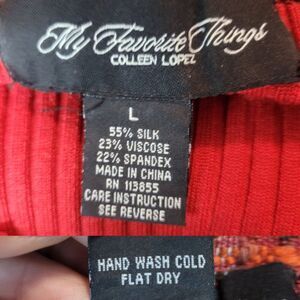 My Favorite Things
COLLEEN LOPEZ
L
55% SILK
23% VISCOSE
22% SPANDEX
MADE IN CHINA
RN 113855
CARE INSTRUCTION
SEE REVERSE
HAND WASH COLD
FLAT DRY